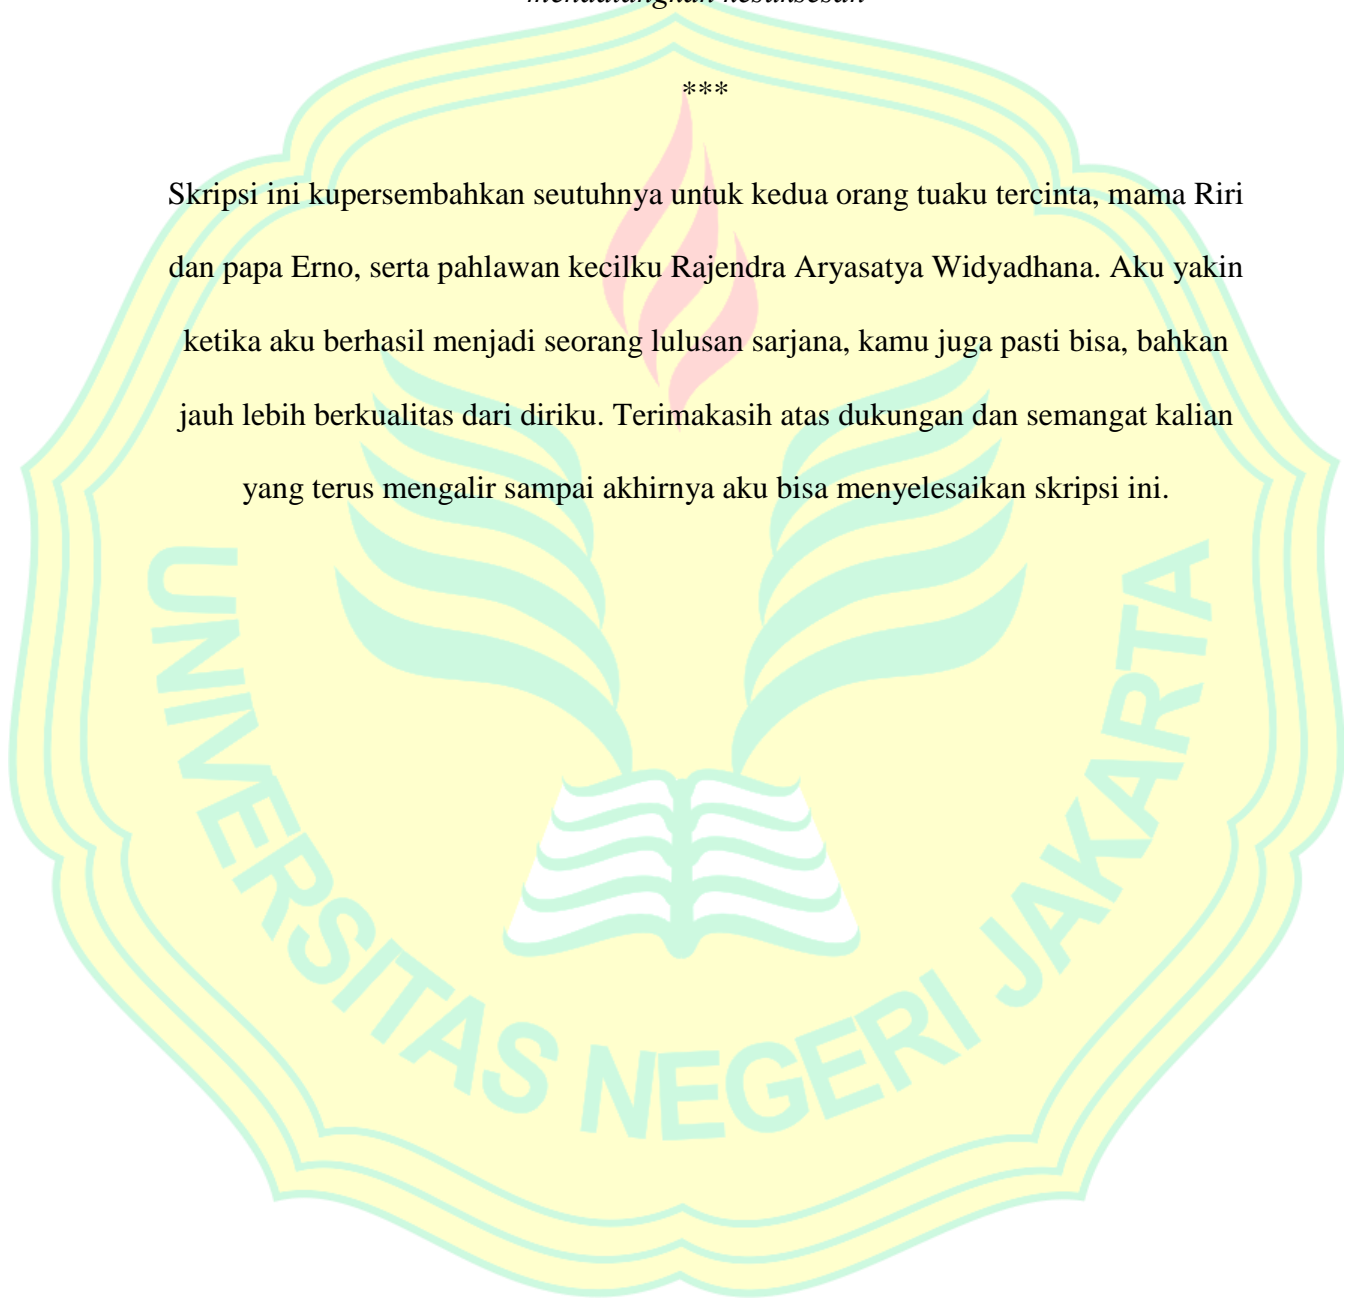 ***
Skripsi ini kupersembahkan seutuhnya untuk kedua orang tuaku tercinta, mama Riri
dan papa Erno, serta pahlawan kecilku Rajendra Aryasatya Widyadhana. Aku yakin
ketika aku berhasil menjadi seorang lulusan sarjana, kamu juga pasti bisa, bahkan
jauh lebih berkualitas dari diriku. Terimakasih atas dukungan dan semangat kalian
yang terus mengalir sampai akhirnya aku bisa menyelesaikan skripsi ini.
UNIVERSITAS NEGERI JAKARTA